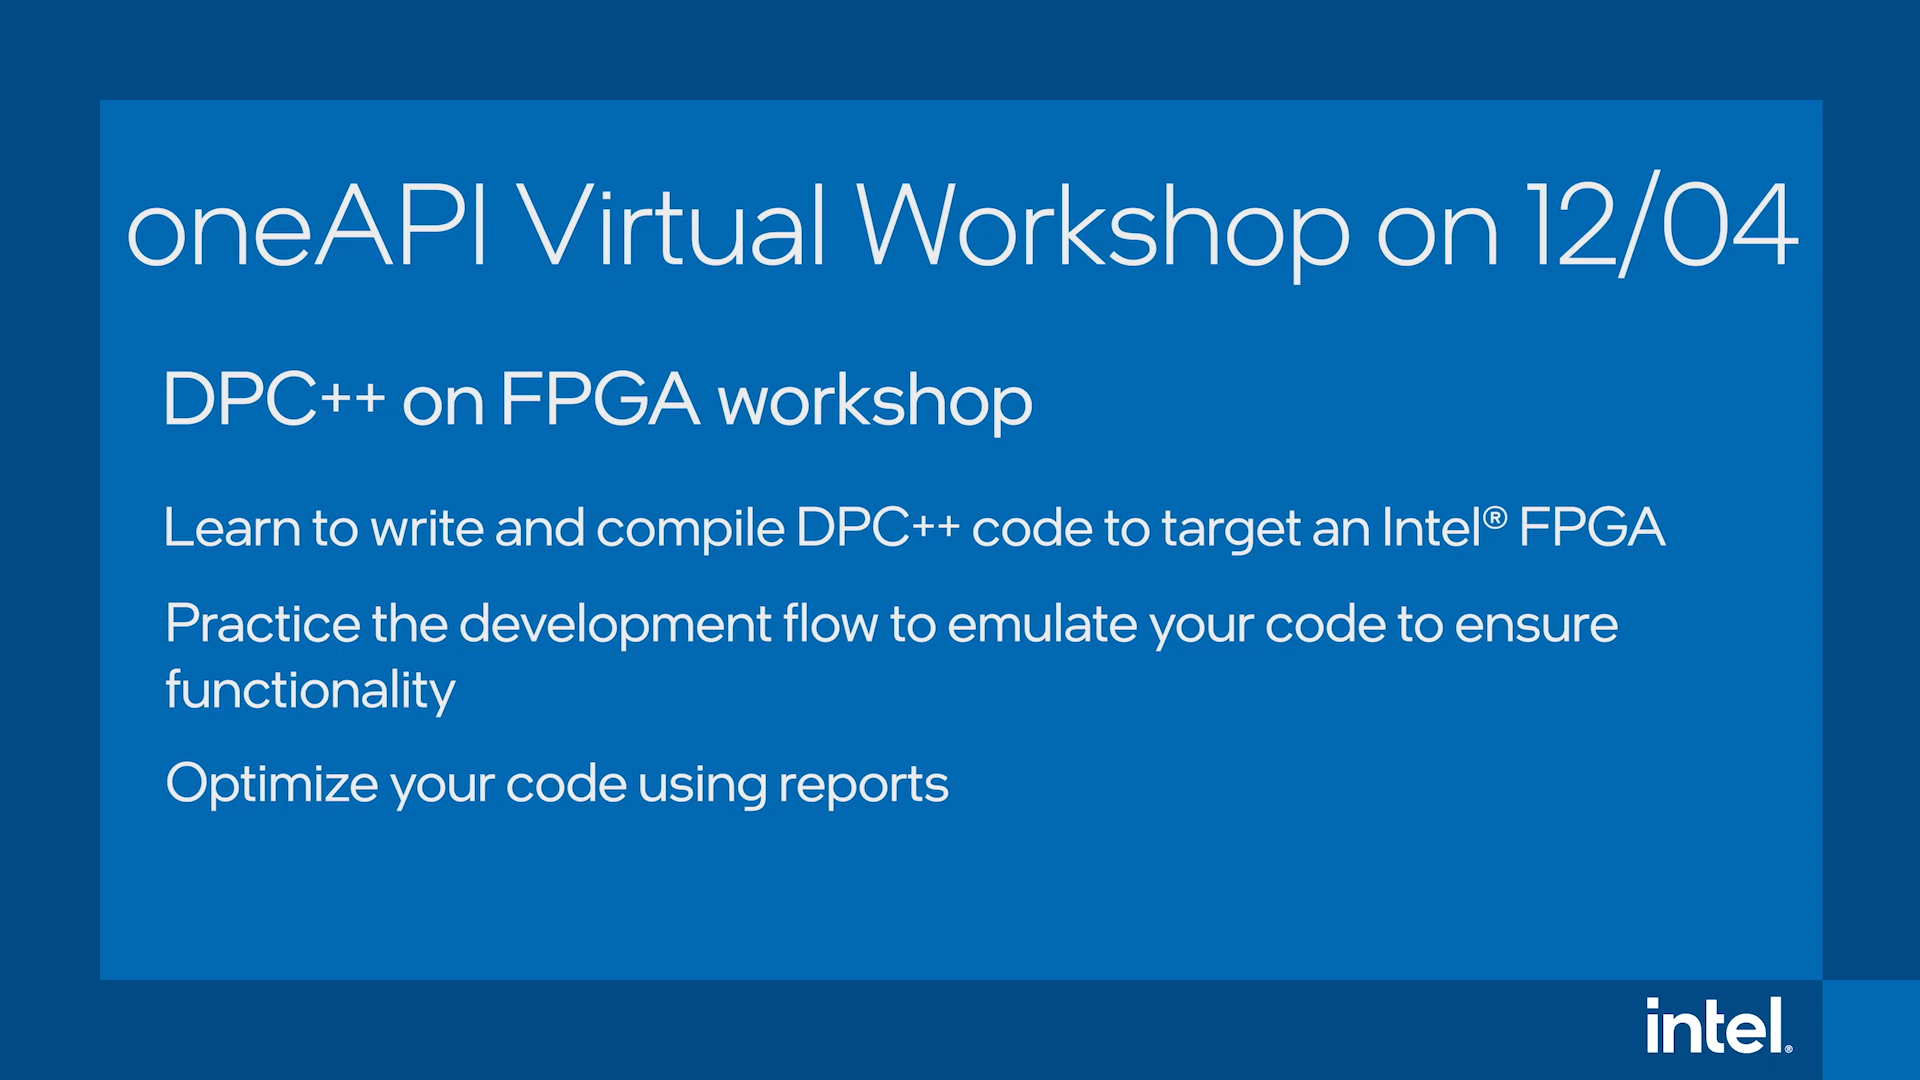 oneAPI Virtual Workshop on 12/04
DPC++ on FPGA workshop
Learn to write and compile DPC++ code to target an Intel® FPGA
Practice the development flow to emulate your code to ensure
functionality
Optimize your code using reports
intel®